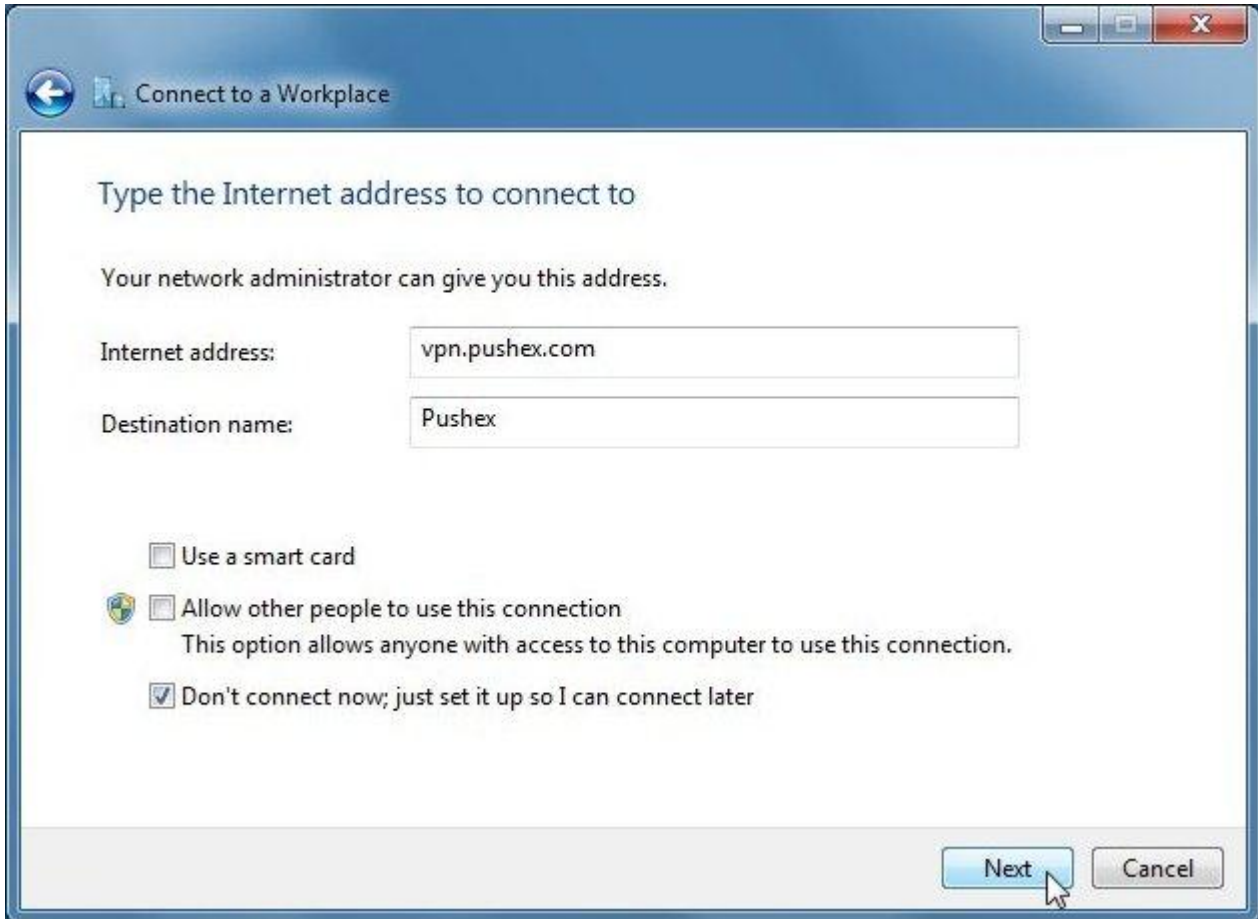 Connect to a Workplace
Type the Internet address to connect to
Your network administrator can give you this address.
Internet address: vpn.pushex.com
Destination name: Pushex
Use a smart card
Allow other people to use this connection
This option allows anyone with access to this computer to use this connection.
Don't connect now; just set it up so I can connect later
Next Cancel